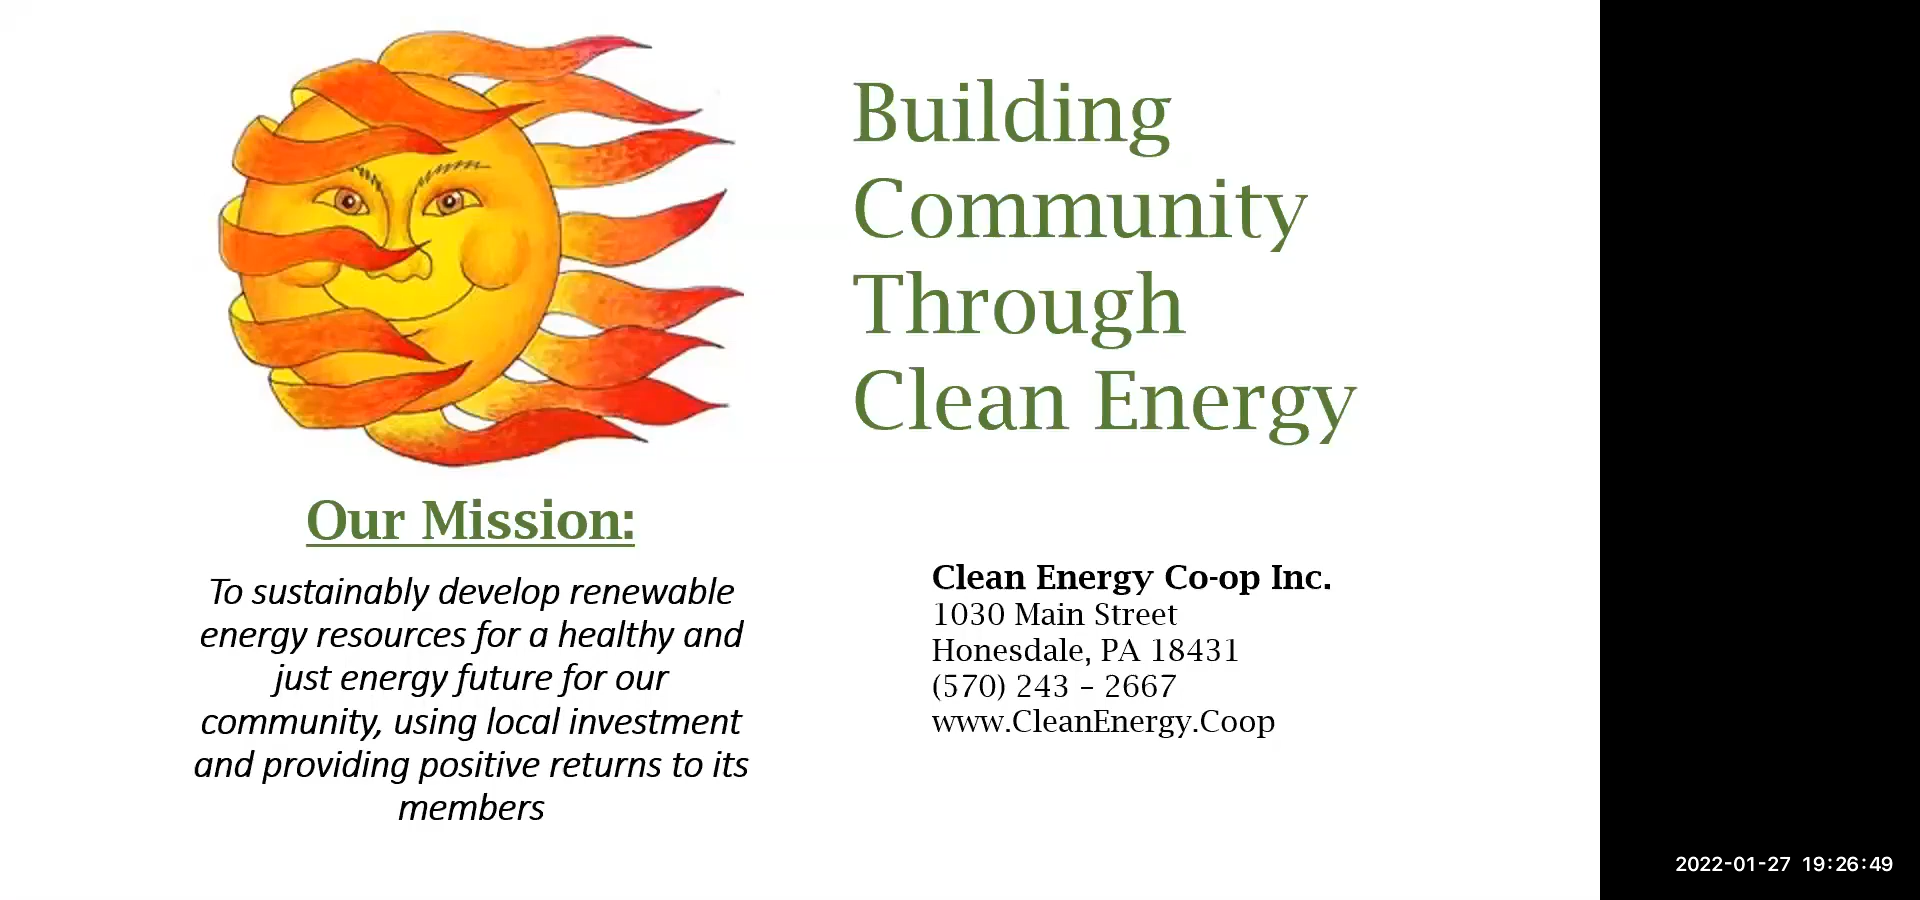 Building
Community
Through
Clean Energy
Our Mission:
To sustainably develop renewable
energy resources for a healthy and
just energy future for our
community, using local investment
and providing positive returns to its
members
Clean Energy Co-op Inc.
1030 Main Street
Honesdale, PA 18431
(570) 243 – 2667
www.CleanEnergy.Coop
2022-01-27 19:26:49